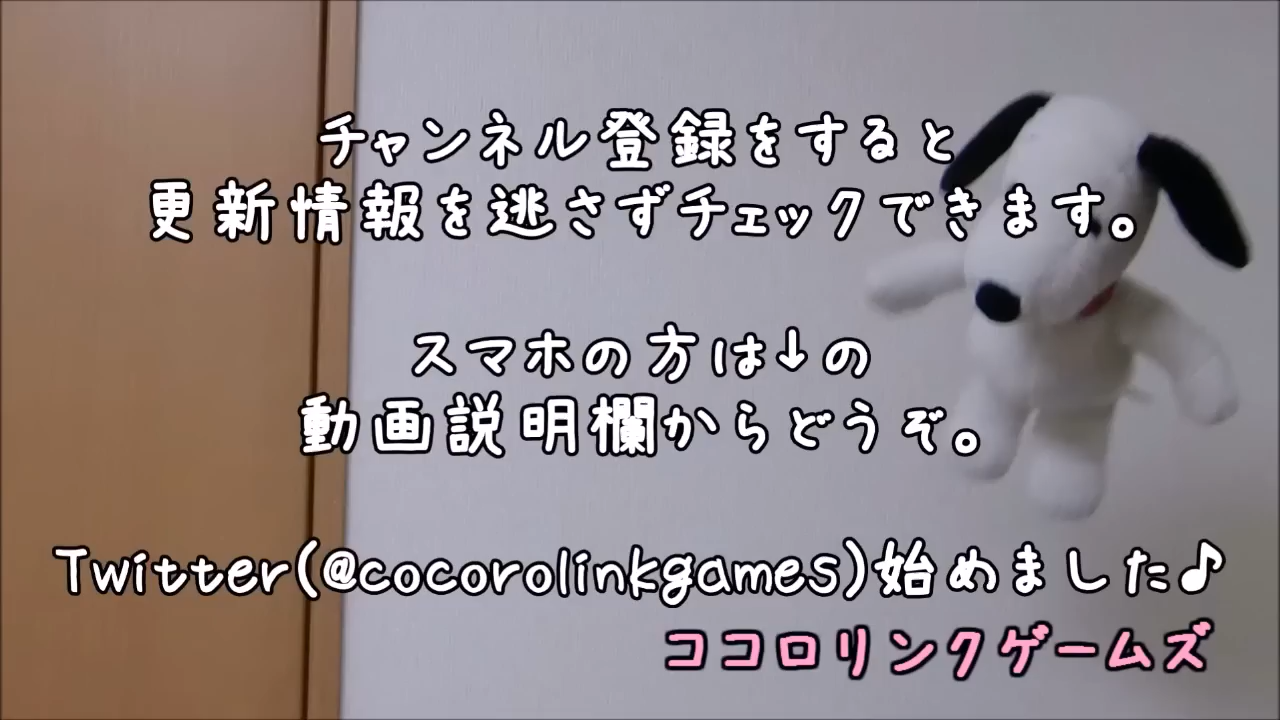 チャンネル登録をすると
更新情報を逃さずチェックできます。
スマホの方は↓の
動画説明欄からどうぞ。
Twitter(@cocorolinkgames)始めました♪
ココロリンクゲームズ